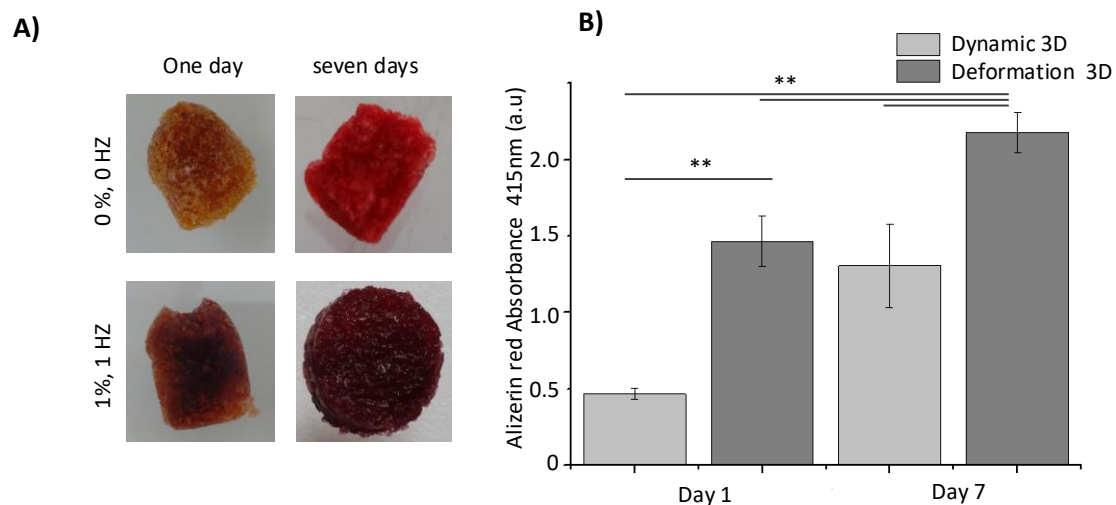 A)
One day
seven days
0 %, 0 HZ
1%, 1 HZ
B)
Dynamic 3D
Deformation 3D
**
**
Alizerin red Absorbance 415nm (a.u)
2.0
1.5
1.0
0.5
0
Day 1
Day 7